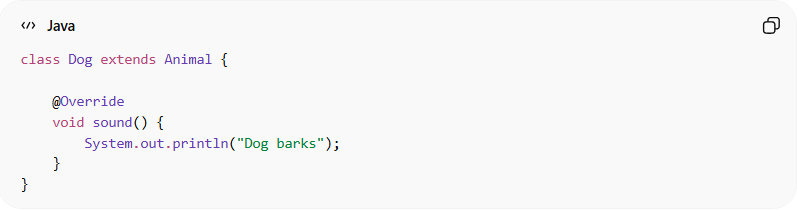 Java
class Dog extends Animal {
    @Override
    void sound() {
        System.out.println("Dog barks");
    }
}